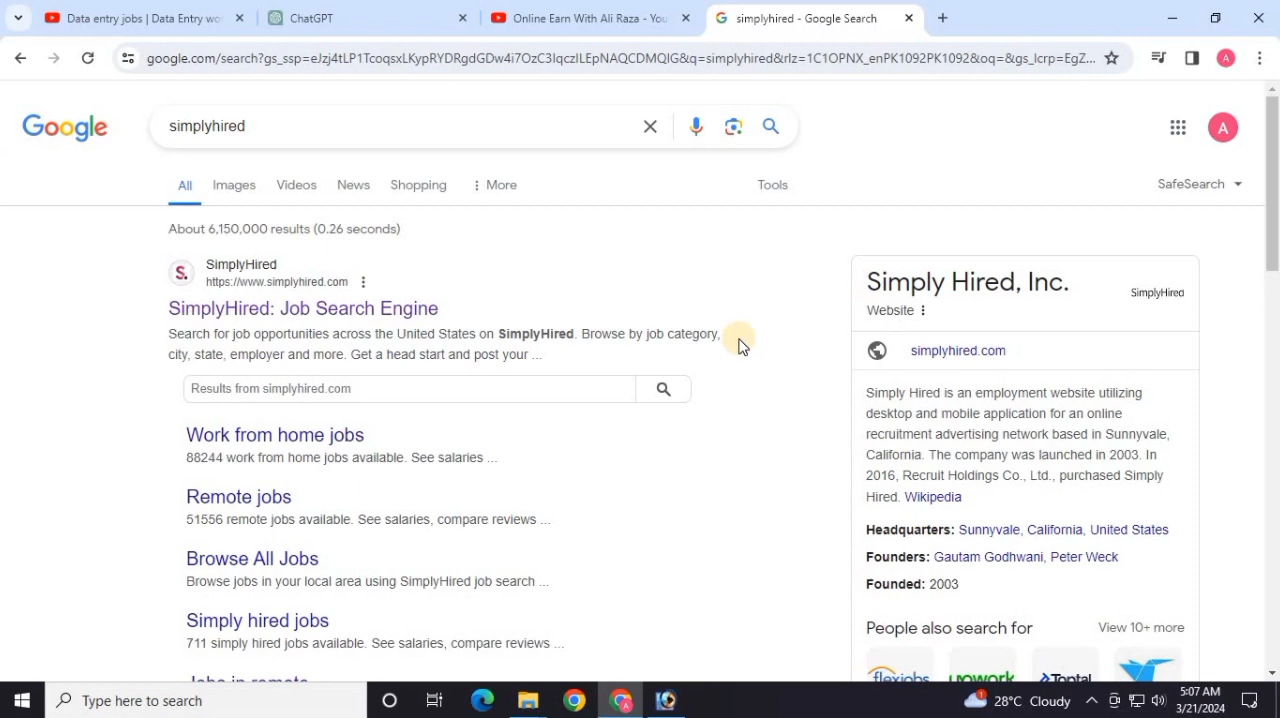 Data entry jobs | Data Entry wo
ChatGPT
Online Earn With Ali Raza - You
simplyhired - Google Search
google.com/search?gs_ssp=eJzj4tLP1TcoqsxLKypRYDRgdGDw4i7OzC3IqczILEpNAQCDMQIG&q=simplyhired&rlz=1C1OPNX_enPK1092PK1092&oq=&gs_lcrp=EgZ...
A
Google
simplyhired
A
All
Images
Videos
News
Shopping
More
Tools
SafeSearch
About 6,150,000 results (0.26 seconds)
S.
SimplyHired
https://www.simplyhired.com
SimplyHired: Job Search Engine
Search for job opportunities across the United States on SimplyHired. Browse by job category,
city, state, employer and more. Get a head start and post your ...
Results from simplyhired.com
Work from home jobs
88244 work from home jobs available. See salaries ...
Remote jobs
51556 remote jobs available. See salaries, compare reviews ...
Browse All Jobs
Browse jobs in your local area using SimplyHired job search ...
Simply hired jobs
711 simply hired jobs available. See salaries, compare reviews ...
Jobs in remote
Simply Hired, Inc.
Website
SimplyHired
simplyhired.com
Simply Hired is an employment website utilizing
desktop and mobile application for an online
recruitment advertising network based in Sunnyvale,
California. The company was launched in 2003. In
2016, Recruit Holdings Co., Ltd., purchased Simply
Hired. Wikipedia
Headquarters: Sunnyvale, California, United States
Founders: Gautam Godhwani, Peter Weck
Founded: 2003
People also search for
View 10+ more
flexjobs
upwork
Toptal
Type here to search
1
28°C Cloudy
5:07 AM
3/21/2024